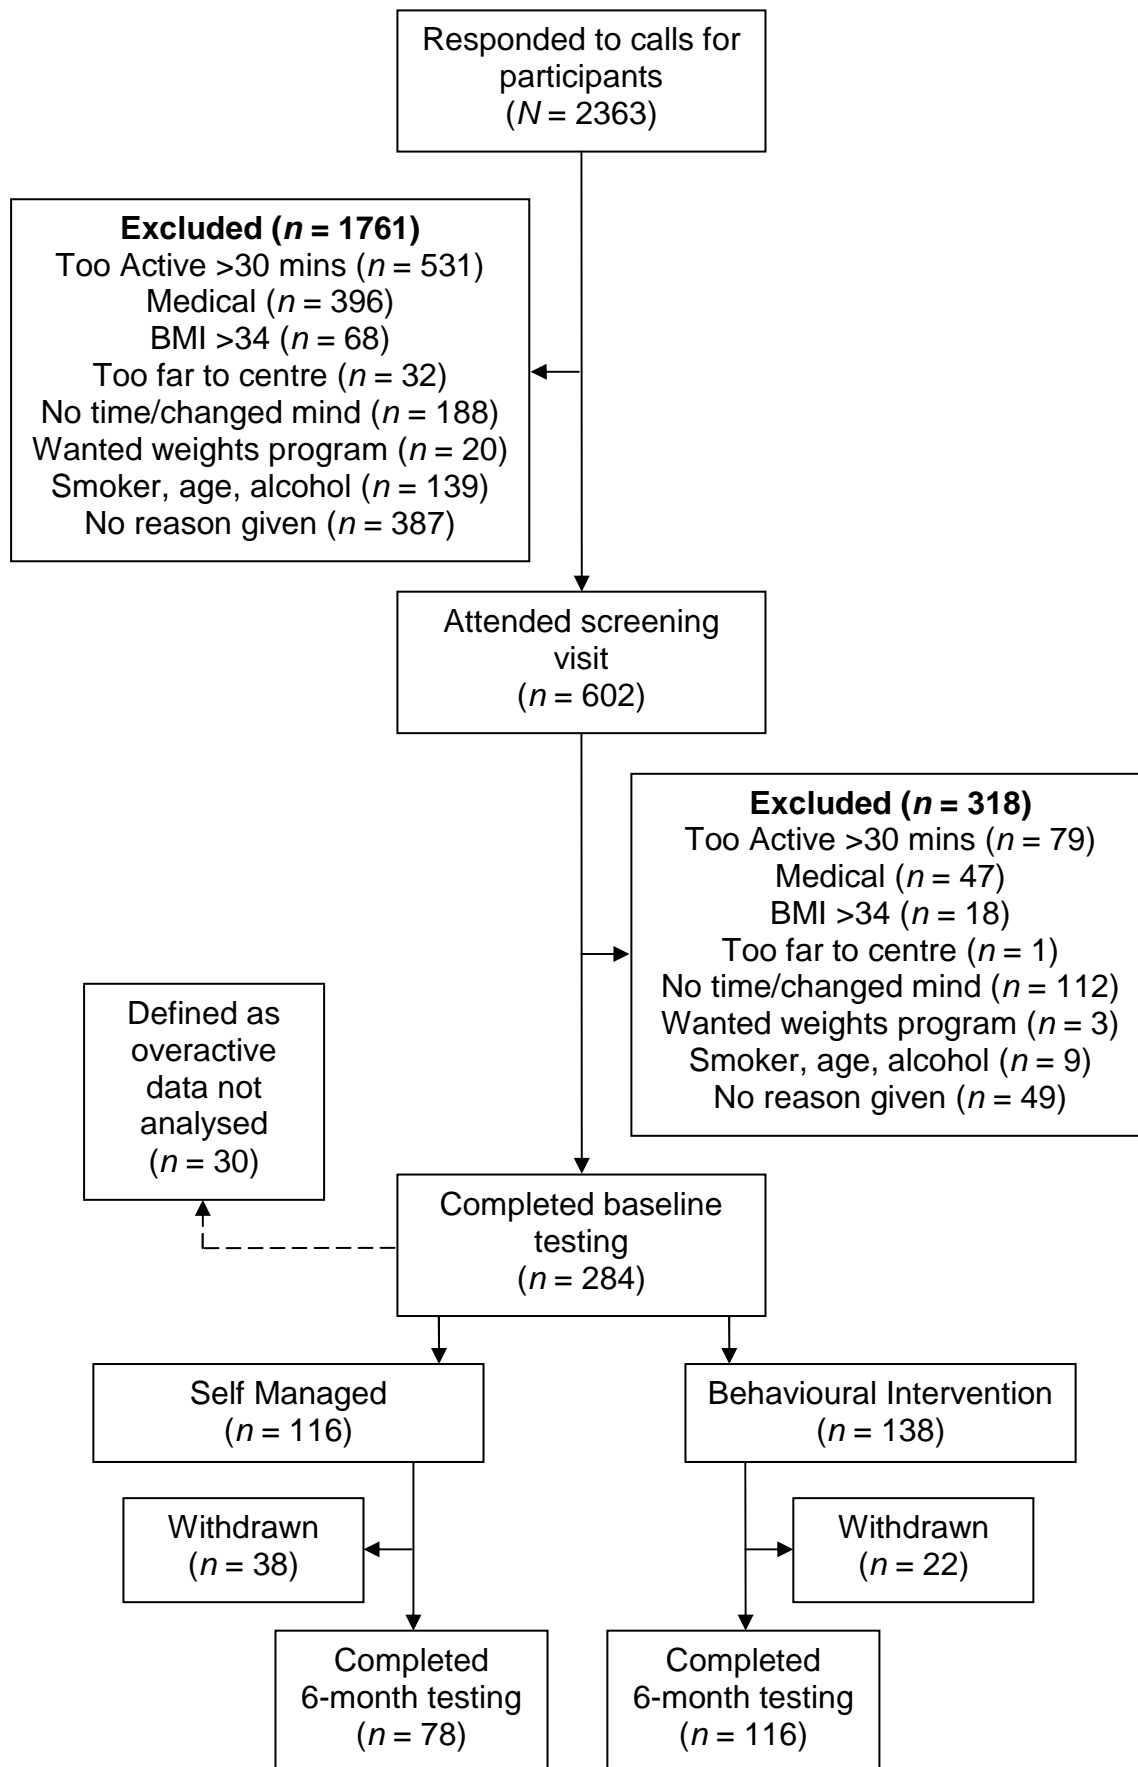 Responded to calls for
participants
(N = 2363)
Excluded (n = 1761)
Too Active >30 mins (n = 531)
Medical (n = 396)
BMI >34 (n = 68)
Too far to centre (n = 32)
No time/changed mind (n = 188)
Wanted weights program (n = 20)
Smoker, age, alcohol (n = 139)
No reason given (n = 387)
Attended screening
visit
(n = 602)
Excluded (n = 318)
Too Active >30 mins (n = 79)
Medical (n = 47)
BMI >34 (n = 18)
Too far to centre (n = 1)
No time/changed mind (n = 112)
Wanted weights program (n = 3)
Smoker, age, alcohol (n = 9)
No reason given (n = 49)
Defined as
overactive
data not
analysed
(n = 30)
Completed baseline
testing
(n = 284)
Self Managed
(n = 116)
Behavioural Intervention
(n = 138)
Withdrawn
(n = 38)
Withdrawn
(n = 22)
Completed
6-month testing
(n = 78)
Completed
6-month testing
(n = 116)